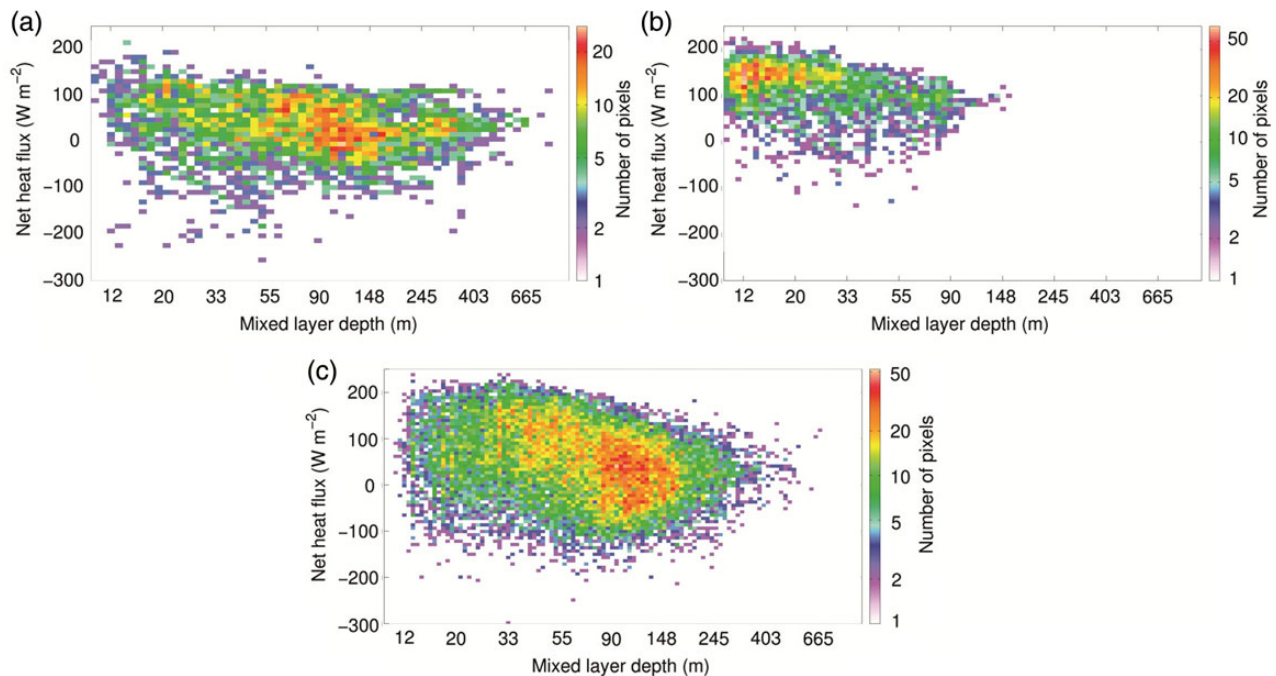 (a)
200
100
0
−100
−200
−300
Net heat flux (W m−2)
12 20 33 55 90 148 245 403 665
Mixed layer depth (m)
20
10
5
2
1
Number of pixels
(b)
200
100
0
−100
−200
−300
Net heat flux (W m−2)
12 20 33 55 90 148 245 403 665
Mixed layer depth (m)
50
20
10
5
2
1
Number of pixels
(c)
200
100
0
−100
−200
−300
Net heat flux (W m−2)
12 20 33 55 90 148 245 403 665
Mixed layer depth (m)
50
20
10
5
2
1
Number of pixels